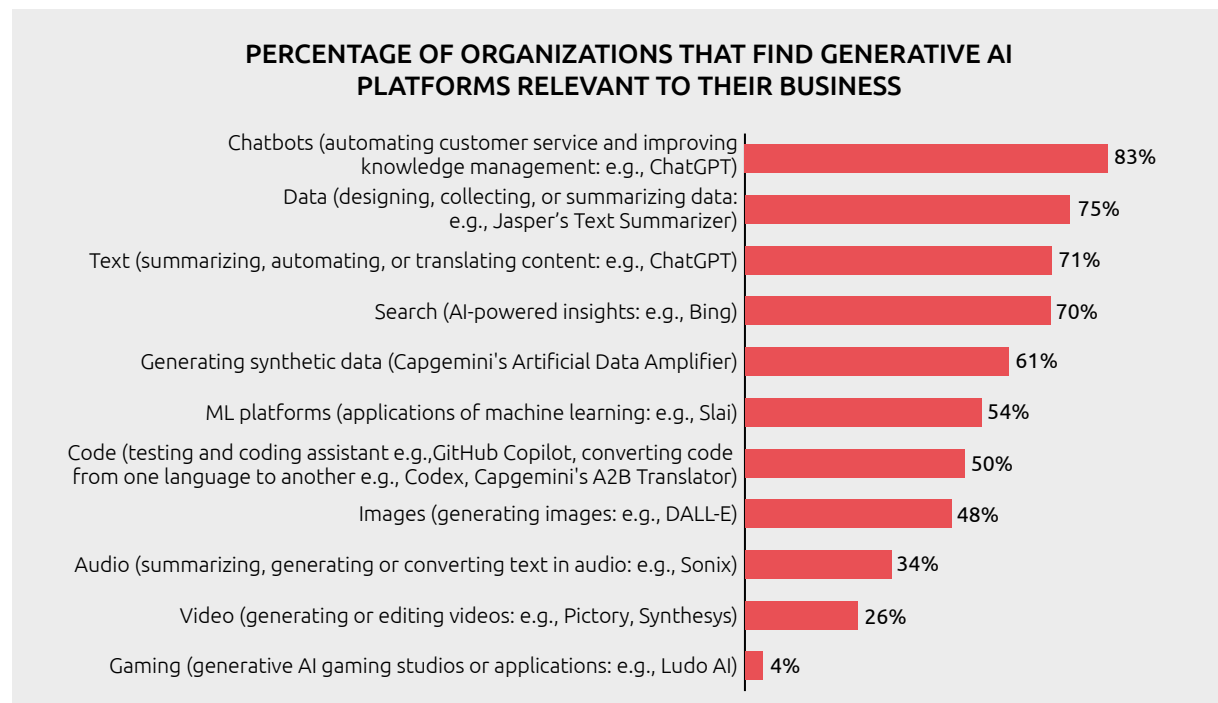 PERCENTAGE OF ORGANIZATIONS THAT FIND GENERATIVE AI
PLATFORMS RELEVANT TO THEIR BUSINESS
Chatbots (automating customer service and improving
knowledge management: e.g., ChatGPT)
83%
Data (designing, collecting, or summarizing data:
e.g., Jasper’s Text Summarizer)
75%
Text (summarizing, automating, or translating content: e.g., ChatGPT)
71%
Search (AI-powered insights: e.g., Bing)
70%
Generating synthetic data (Capgemini's Artificial Data Amplifier)
61%
ML platforms (applications of machine learning: e.g., Slai)
54%
Code (testing and coding assistant e.g.,GitHub Copilot, converting code
from one language to another e.g., Codex, Capgemini's A2B Translator)
50%
Images (generating images: e.g., DALL-E)
48%
Audio (summarizing, generating or converting text in audio: e.g., Sonix)
34%
Video (generating or editing videos: e.g., Pictory, Synthesys)
26%
Gaming (generative AI gaming studios or applications: e.g., Ludo AI)
4%